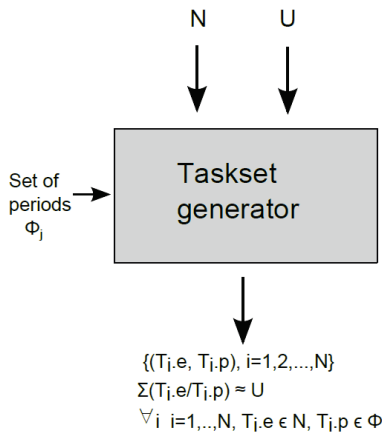 N U
Taskset
generator
Set of
periods
Φj
{(Ti.e, Ti.p), i=1,2,...,N}
Σ(Ti.e/Ti.p) ≈ U
∀i i=1,..,N, Ti.e ϵ N, Ti.p ϵ Φ